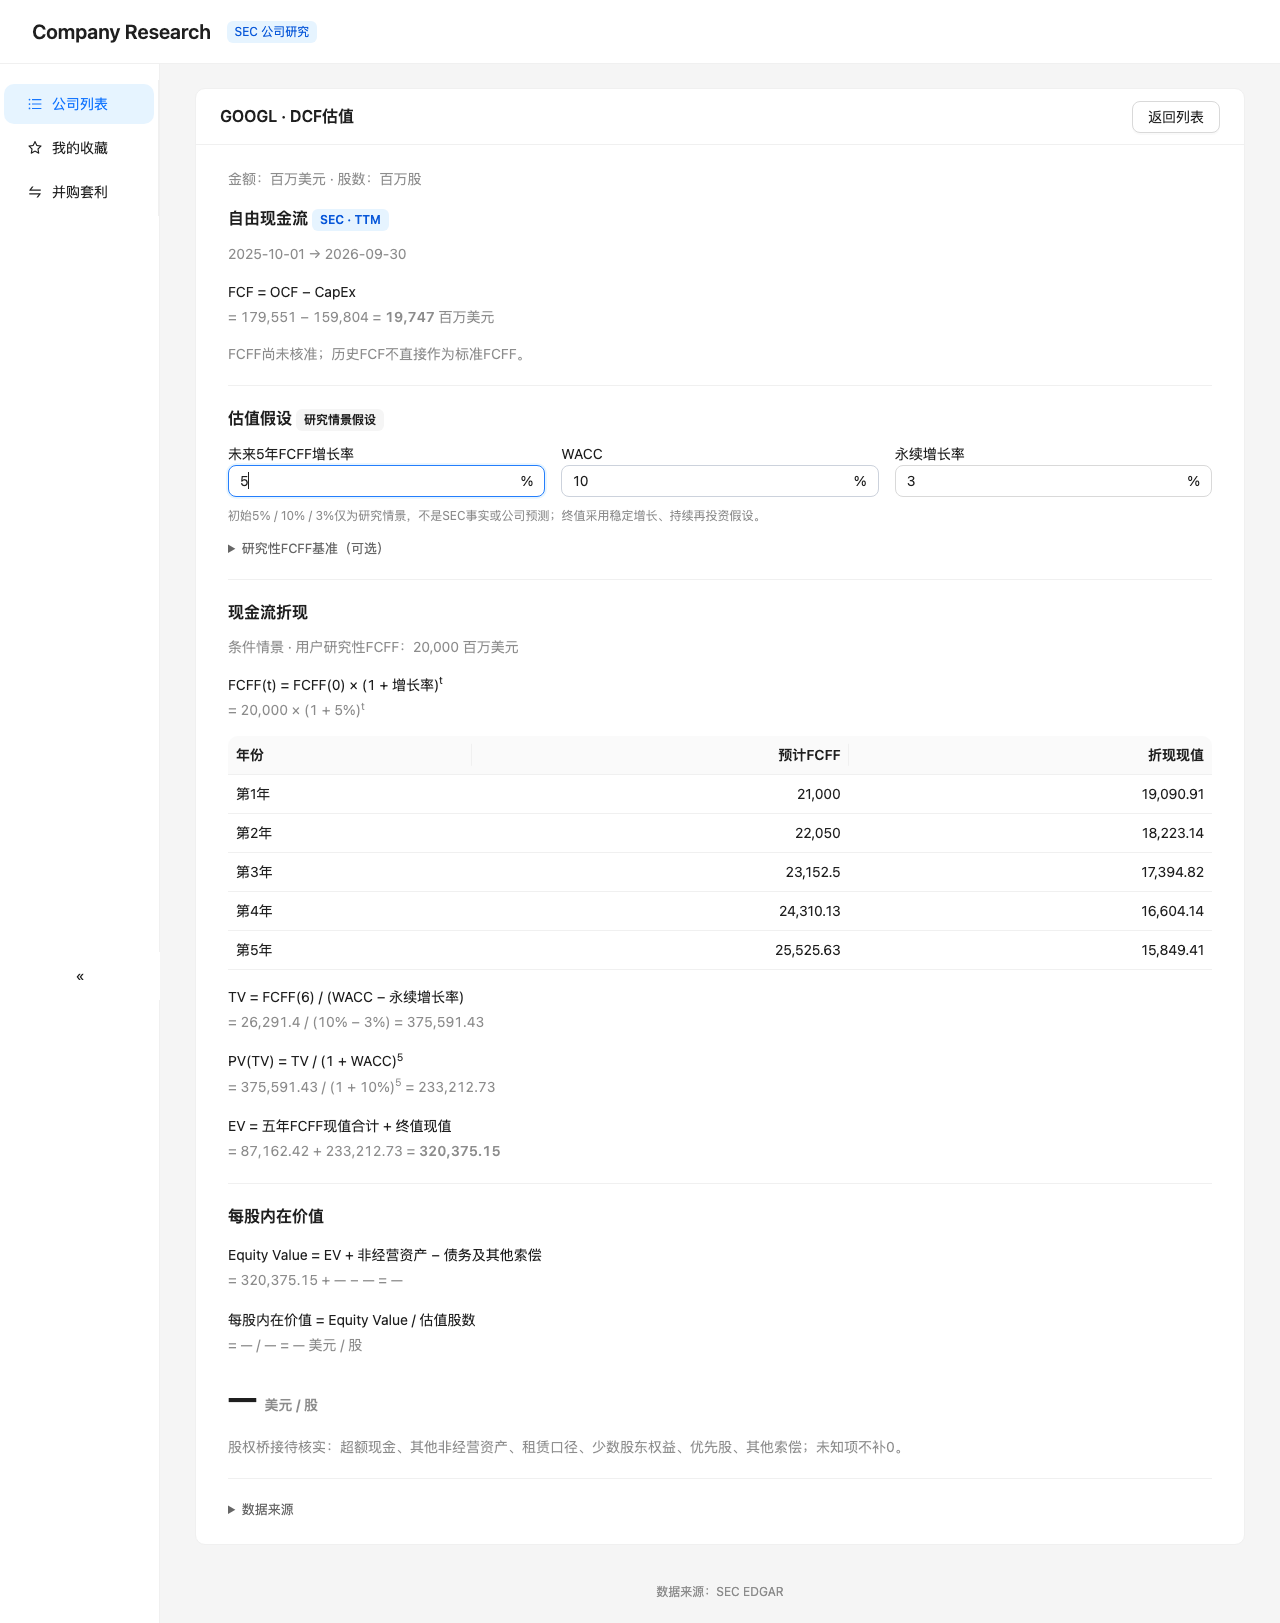 Company Research SEC 公司研究
公司列表
我的收藏
并购套利
«
GOOGL · DCF估值 返回列表
金额：百万美元 · 股数：百万股
自由现金流 SEC · TTM
2025-10-01 → 2026-09-30
FCF = OCF − CapEx
= 179,551 − 159,804 = 19,747 百万美元
FCFF尚未核准；历史FCF不直接作为标准FCFF。
估值假设 研究情景假设
未来5年FCFF增长率 WACC 永续增长率
5 % 10 % 3 %
初始5% / 10% / 3%仅为研究情景，不是SEC事实或公司预测；终值采用稳定增长、持续再投资假设。
▶ 研究性FCFF基准（可选）
现金流折现
条件情景 · 用户研究性FCFF：20,000 百万美元
FCFF(t) = FCFF(0) × (1 + 增长率)^t
= 20,000 × (1 + 5%)^t
年份 预计FCFF 折现现值
第1年 21,000 19,090.91
第2年 22,050 18,223.14
第3年 23,152.5 17,394.82
第4年 24,310.13 16,604.14
第5年 25,525.63 15,849.41
TV = FCFF(6) / (WACC − 永续增长率)
= 26,291.4 / (10% − 3%) = 375,591.43
PV(TV) = TV / (1 + WACC)^5
= 375,591.43 / (1 + 10%)^5 = 233,212.73
EV = 五年FCFF现值合计 + 终值现值
= 87,162.42 + 233,212.73 = 320,375.15
每股内在价值
Equity Value = EV + 非经营资产 − 债务及其他索偿
= 320,375.15 + — − — = —
每股内在价值 = Equity Value / 估值股数
= — / — = — 美元 / 股
— 美元 / 股
股权桥接待核实：超额现金、其他非经营资产、租赁口径、少数股东权益、优先股、其他索偿；未知项不补0。
▶ 数据来源
数据来源：SEC EDGAR